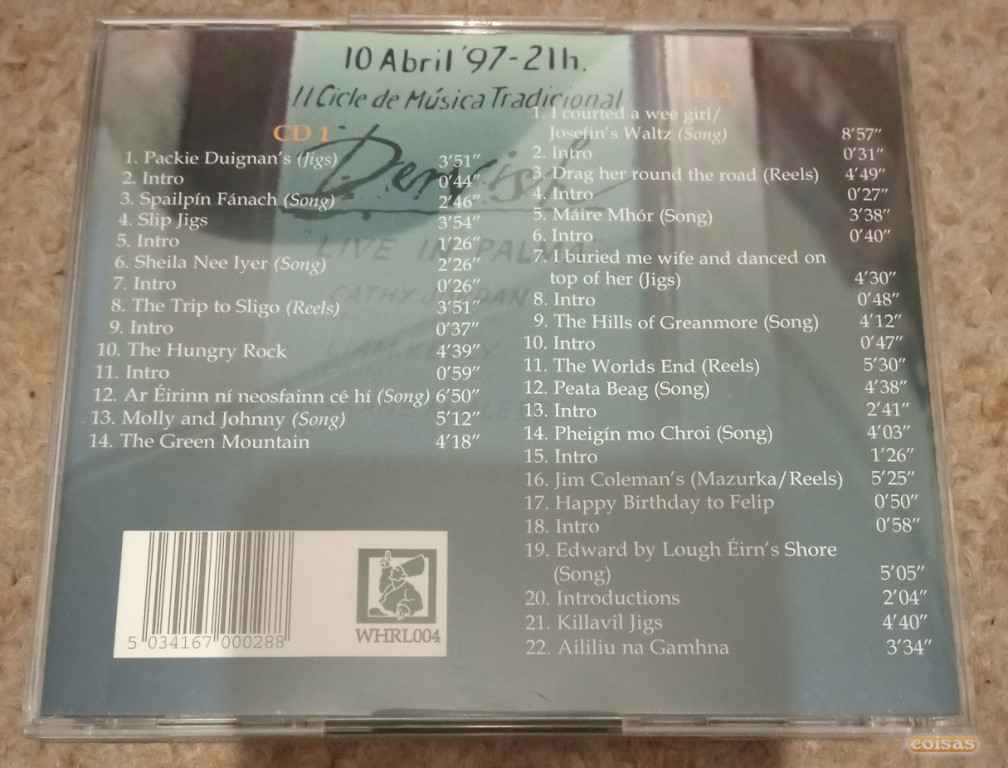 10 Abril '97-21h.
II Cicle de Música Tradicional
Dervish
"LIVE IN PALMA"
CATHY JORDAN
LIAM KELLY
CD 1
1. Packie Duignan's (Jigs) 3'51"
2. Intro 0'44"
3. Spailpín Fánach (Song) 2'46"
4. Slip Jigs 3'54"
5. Intro 1'26"
6. Sheila Nee Iyer (Song) 2'26"
7. Intro 0'26"
8. The Trip to Sligo (Reels) 3'51"
9. Intro 0'37"
10. The Hungry Rock 4'39"
11. Intro 0'59"
12. Ar Éirinn ní neosfainn cé hí (Song) 6'50"
13. Molly and Johnny (Song) 5'12"
14. The Green Mountain 4'18"
CD 2
1. I courted a wee girl/
Josefin's Waltz (Song) 8'57"
2. Intro 0'31"
3. Drag her round the road (Reels) 4'49"
4. Intro 0'27"
5. Máire Mhór (Song) 3'38"
6. Intro 0'40"
7. I buried me wife and danced on
top of her (Jigs) 4'30"
8. Intro 0'48"
9. The Hills of Greanmore (Song) 4'12"
10. Intro 0'47"
11. The Worlds End (Reels) 5'30"
12. Peata Beag (Song) 4'38"
13. Intro 2'41"
14. Pheigín mo Chroi (Song) 4'03"
15. Intro 1'26"
16. Jim Coleman's (Mazurka/Reels) 5'25"
17. Happy Birthday to Felip 0'50"
18. Intro 0'58"
19. Edward by Lough Éirn's Shore
(Song) 5'05"
20. Introductions 2'04"
21. Killavil Jigs 4'40"
22. Aililiu na Gamhna 3'34"
5 034167 000288
WHRL004
coisas